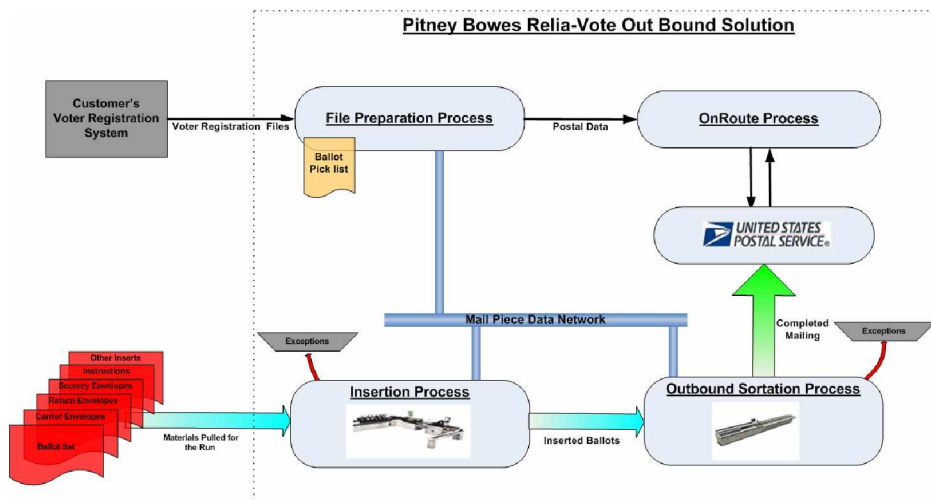 Pitney Bowes Relia-Vote Out Bound Solution
Customer's
Voter Registration
System
Voter Registration Files
File Preparation Process
Postal Data
OnRoute Process
Ballot
Pick list
UNITED STATES
POSTAL SERVICE®
Mail Piece Data Network
Completed
Mailing
Exceptions
Exceptions
Other Inserts
Instructions
Secrecy Envelopes
Return Envelopes
Carrier Envelopes
Ballot Set
Materials Pulled for
the Run
Insertion Process
Inserted Ballots
Outbound Sortation Process